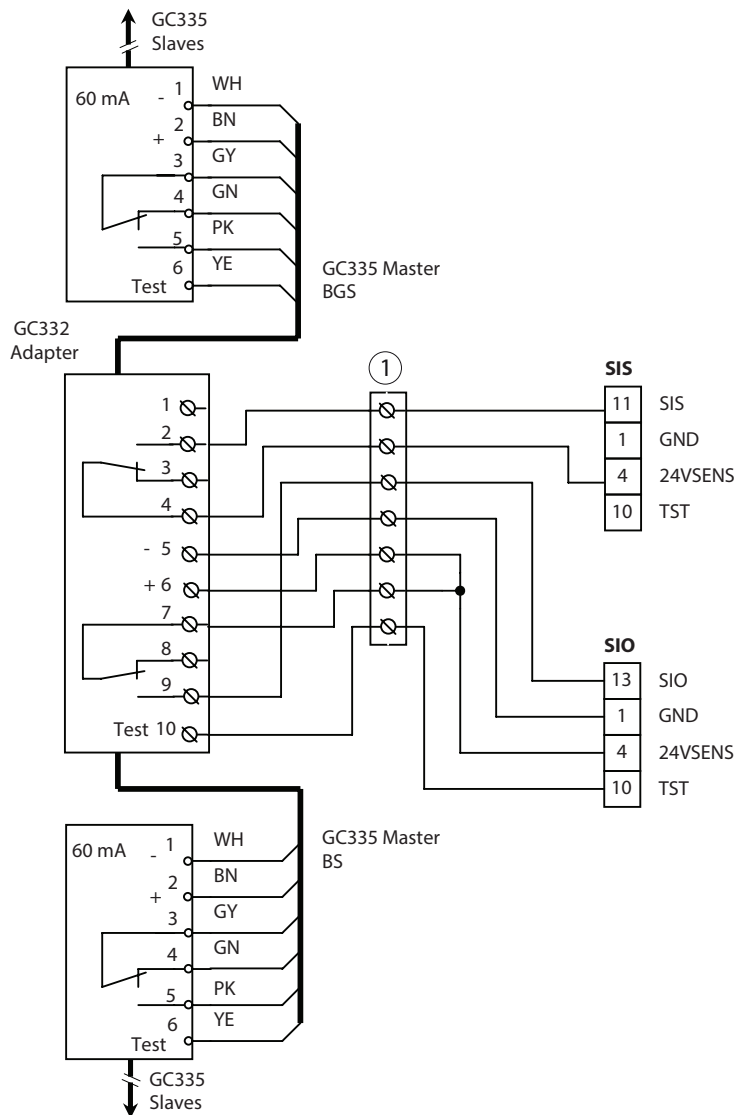 GC335
Slaves
60 mA
-
1
WH
2
BN
+
3
GY
4
GN
5
PK
6
YE
Test
GC335 Master
BGS
GC332
Adapter
1
2
3
4
- 5
+ 6
7
8
9
Test 10
1
SIS
11 SIS
1 GND
4 24VSENS
10 TST
SIO
13 SIO
1 GND
4 24VSENS
10 TST
60 mA
-
1
WH
2
BN
+
3
GY
4
GN
5
PK
6
YE
Test
GC335 Master
BS
GC335
Slaves